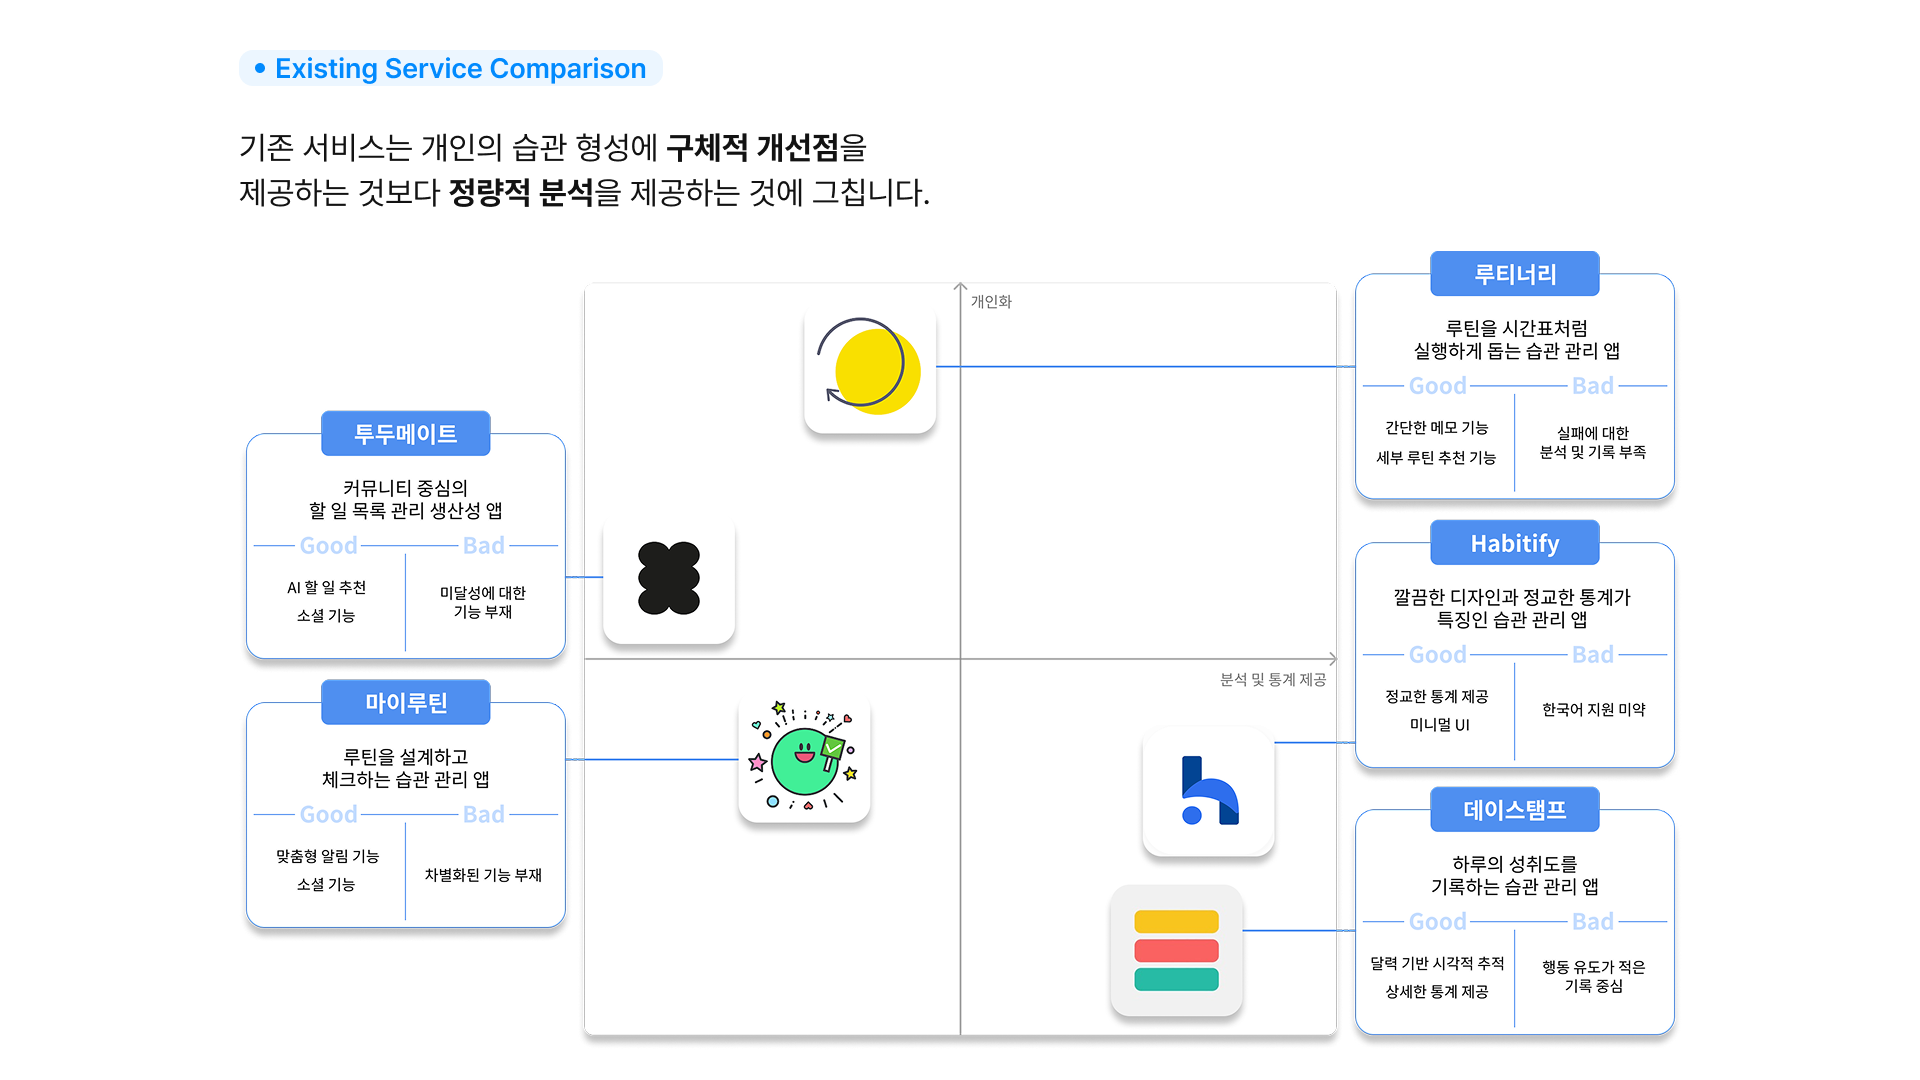 • Existing Service Comparison
기존 서비스는 개인의 습관 형성에 구체적 개선점을
제공하는 것보다 정량적 분석을 제공하는 것에 그칩니다.
개인화
분석 및 통계 제공
투두메이트
커뮤니티 중심의
할 일 목록 관리 생산성 앱
Good
Bad
AI 할 일 추천
소셜 기능
미달성에 대한
기능 부재
마이루틴
루틴을 설계하고
체크하는 습관 관리 앱
Good
Bad
맞춤형 알림 기능
소셜 기능
차별화된 기능 부재
루티너리
루틴을 시간표처럼
실행하게 돕는 습관 관리 앱
Good
Bad
간단한 메모 기능
세부 루틴 추천 기능
실패에 대한
분석 및 기록 부족
Habitify
깔끔한 디자인과 정교한 통계가
특징인 습관 관리 앱
Good
Bad
정교한 통계 제공
미니멀 UI
한국어 지원 미약
데이스탬프
하루의 성취도를
기록하는 습관 관리 앱
Good
Bad
달력 기반 시각적 추적
상세한 통계 제공
행동 유도가 적은
기록 중심